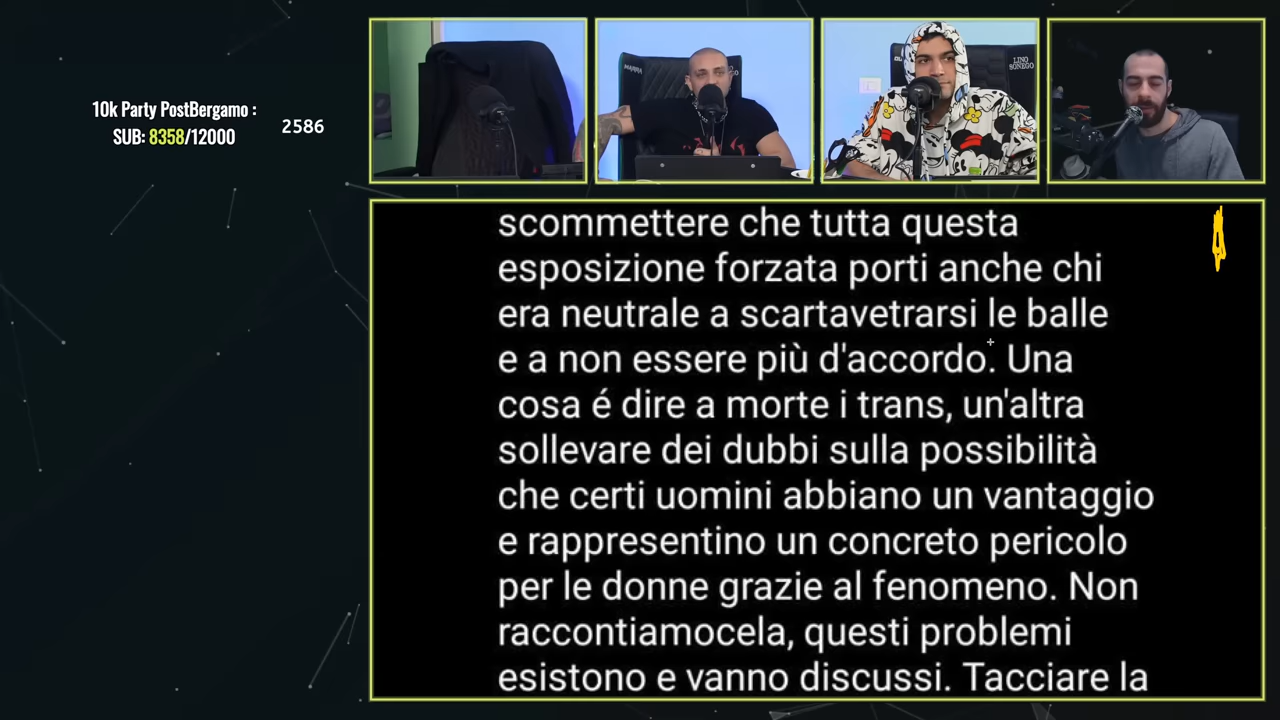 10k Party PostBergamo :
SUB: 8358/12000
2586
LINO
SONEGO
scommettere che tutta questa
esposizione forzata porti anche chi
era neutrale a scartavetrarsi le balle
e a non essere più d'accordo. Una
cosa é dire a morte i trans, un'altra
sollevare dei dubbi sulla possibilità
che certi uomini abbiano un vantaggio
e rappresentino un concreto pericolo
per le donne grazie al fenomeno. Non
raccontiamocela, questi problemi
esistono e vanno discussi. Tacciare la